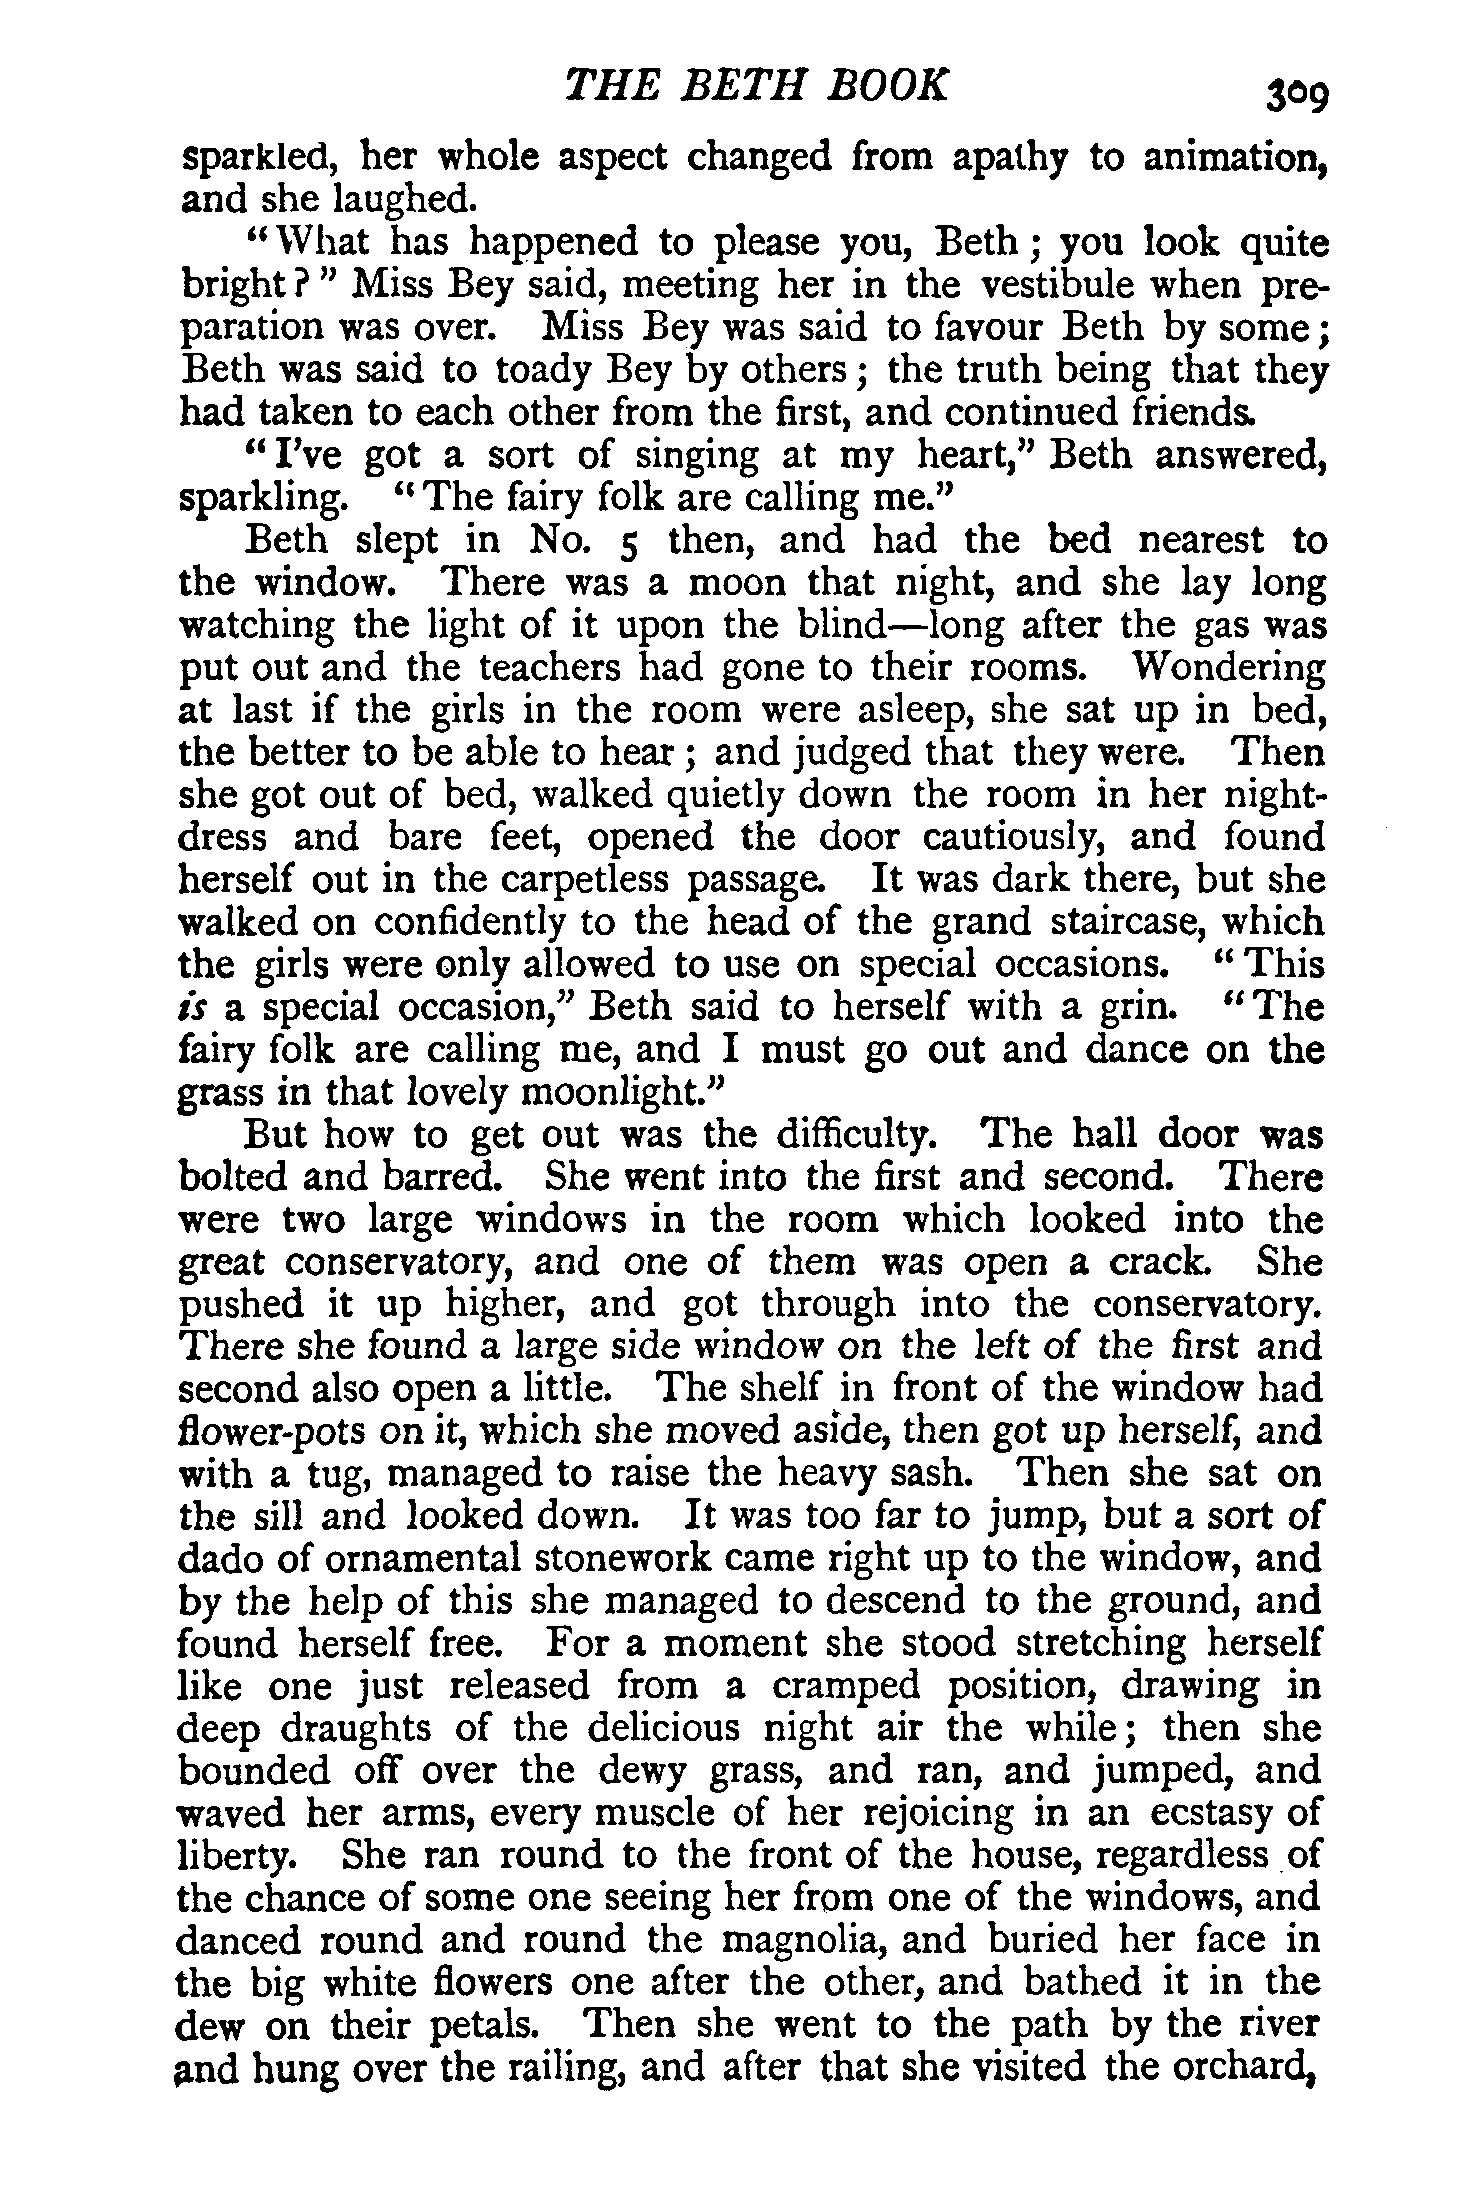 THE BETH BOOK 309
sparkled, her whole aspect changed from apathy to animation,
and she laughed.
"What has happened to please you, Beth; you look quite
bright?" Miss Bey said, meeting her in the vestibule when pre-
paration was over. Miss Bey was said to favour Beth by some;
Beth was said to toady Bey by others; the truth being that they
had taken to each other from the first, and continued friends.
"I've got a sort of singing at my heart," Beth answered,
sparkling. "The fairy folk are calling me."
Beth slept in No. 5 then, and had the bed nearest to
the window. There was a moon that night, and she lay long
watching the light of it upon the blind—long after the gas was
put out and the teachers had gone to their rooms. Wondering
at last if the girls in the room were asleep, she sat up in bed,
the better to be able to hear; and judged that they were. Then
she got out of bed, walked quietly down the room in her night-
dress and bare feet, opened the door cautiously, and found
herself out in the carpetless passage. It was dark there, but she
walked on confidently to the head of the grand staircase, which
the girls were only allowed to use on special occasions. "This
is a special occasion," Beth said to herself with a grin. "The
fairy folk are calling me, and I must go out and dance on the
grass in that lovely moonlight."
But how to get out was the difficulty. The hall door was
bolted and barred. She went into the first and second. There
were two large windows in the room which looked into the
great conservatory, and one of them was open a crack. She
pushed it up higher, and got through into the conservatory.
There she found a large side window on the left of the first and
second also open a little. The shelf in front of the window had
flower-pots on it, which she moved aside, then got up herself, and
with a tug, managed to raise the heavy sash. Then she sat on
the sill and looked down. It was too far to jump, but a sort of
dado of ornamental stonework came right up to the window, and
by the help of this she managed to descend to the ground, and
found herself free. For a moment she stood stretching herself
like one just released from a cramped position, drawing in
deep draughts of the delicious night air the while; then she
bounded off over the dewy grass, and ran, and jumped, and
waved her arms, every muscle of her rejoicing in an ecstasy of
liberty. She ran round to the front of the house, regardless of
the chance of some one seeing her from one of the windows, and
danced round and round the magnolia, and buried her face in
the big white flowers one after the other, and bathed it in the
dew on their petals. Then she went to the path by the river
and hung over the railing, and after that she visited the orchard,